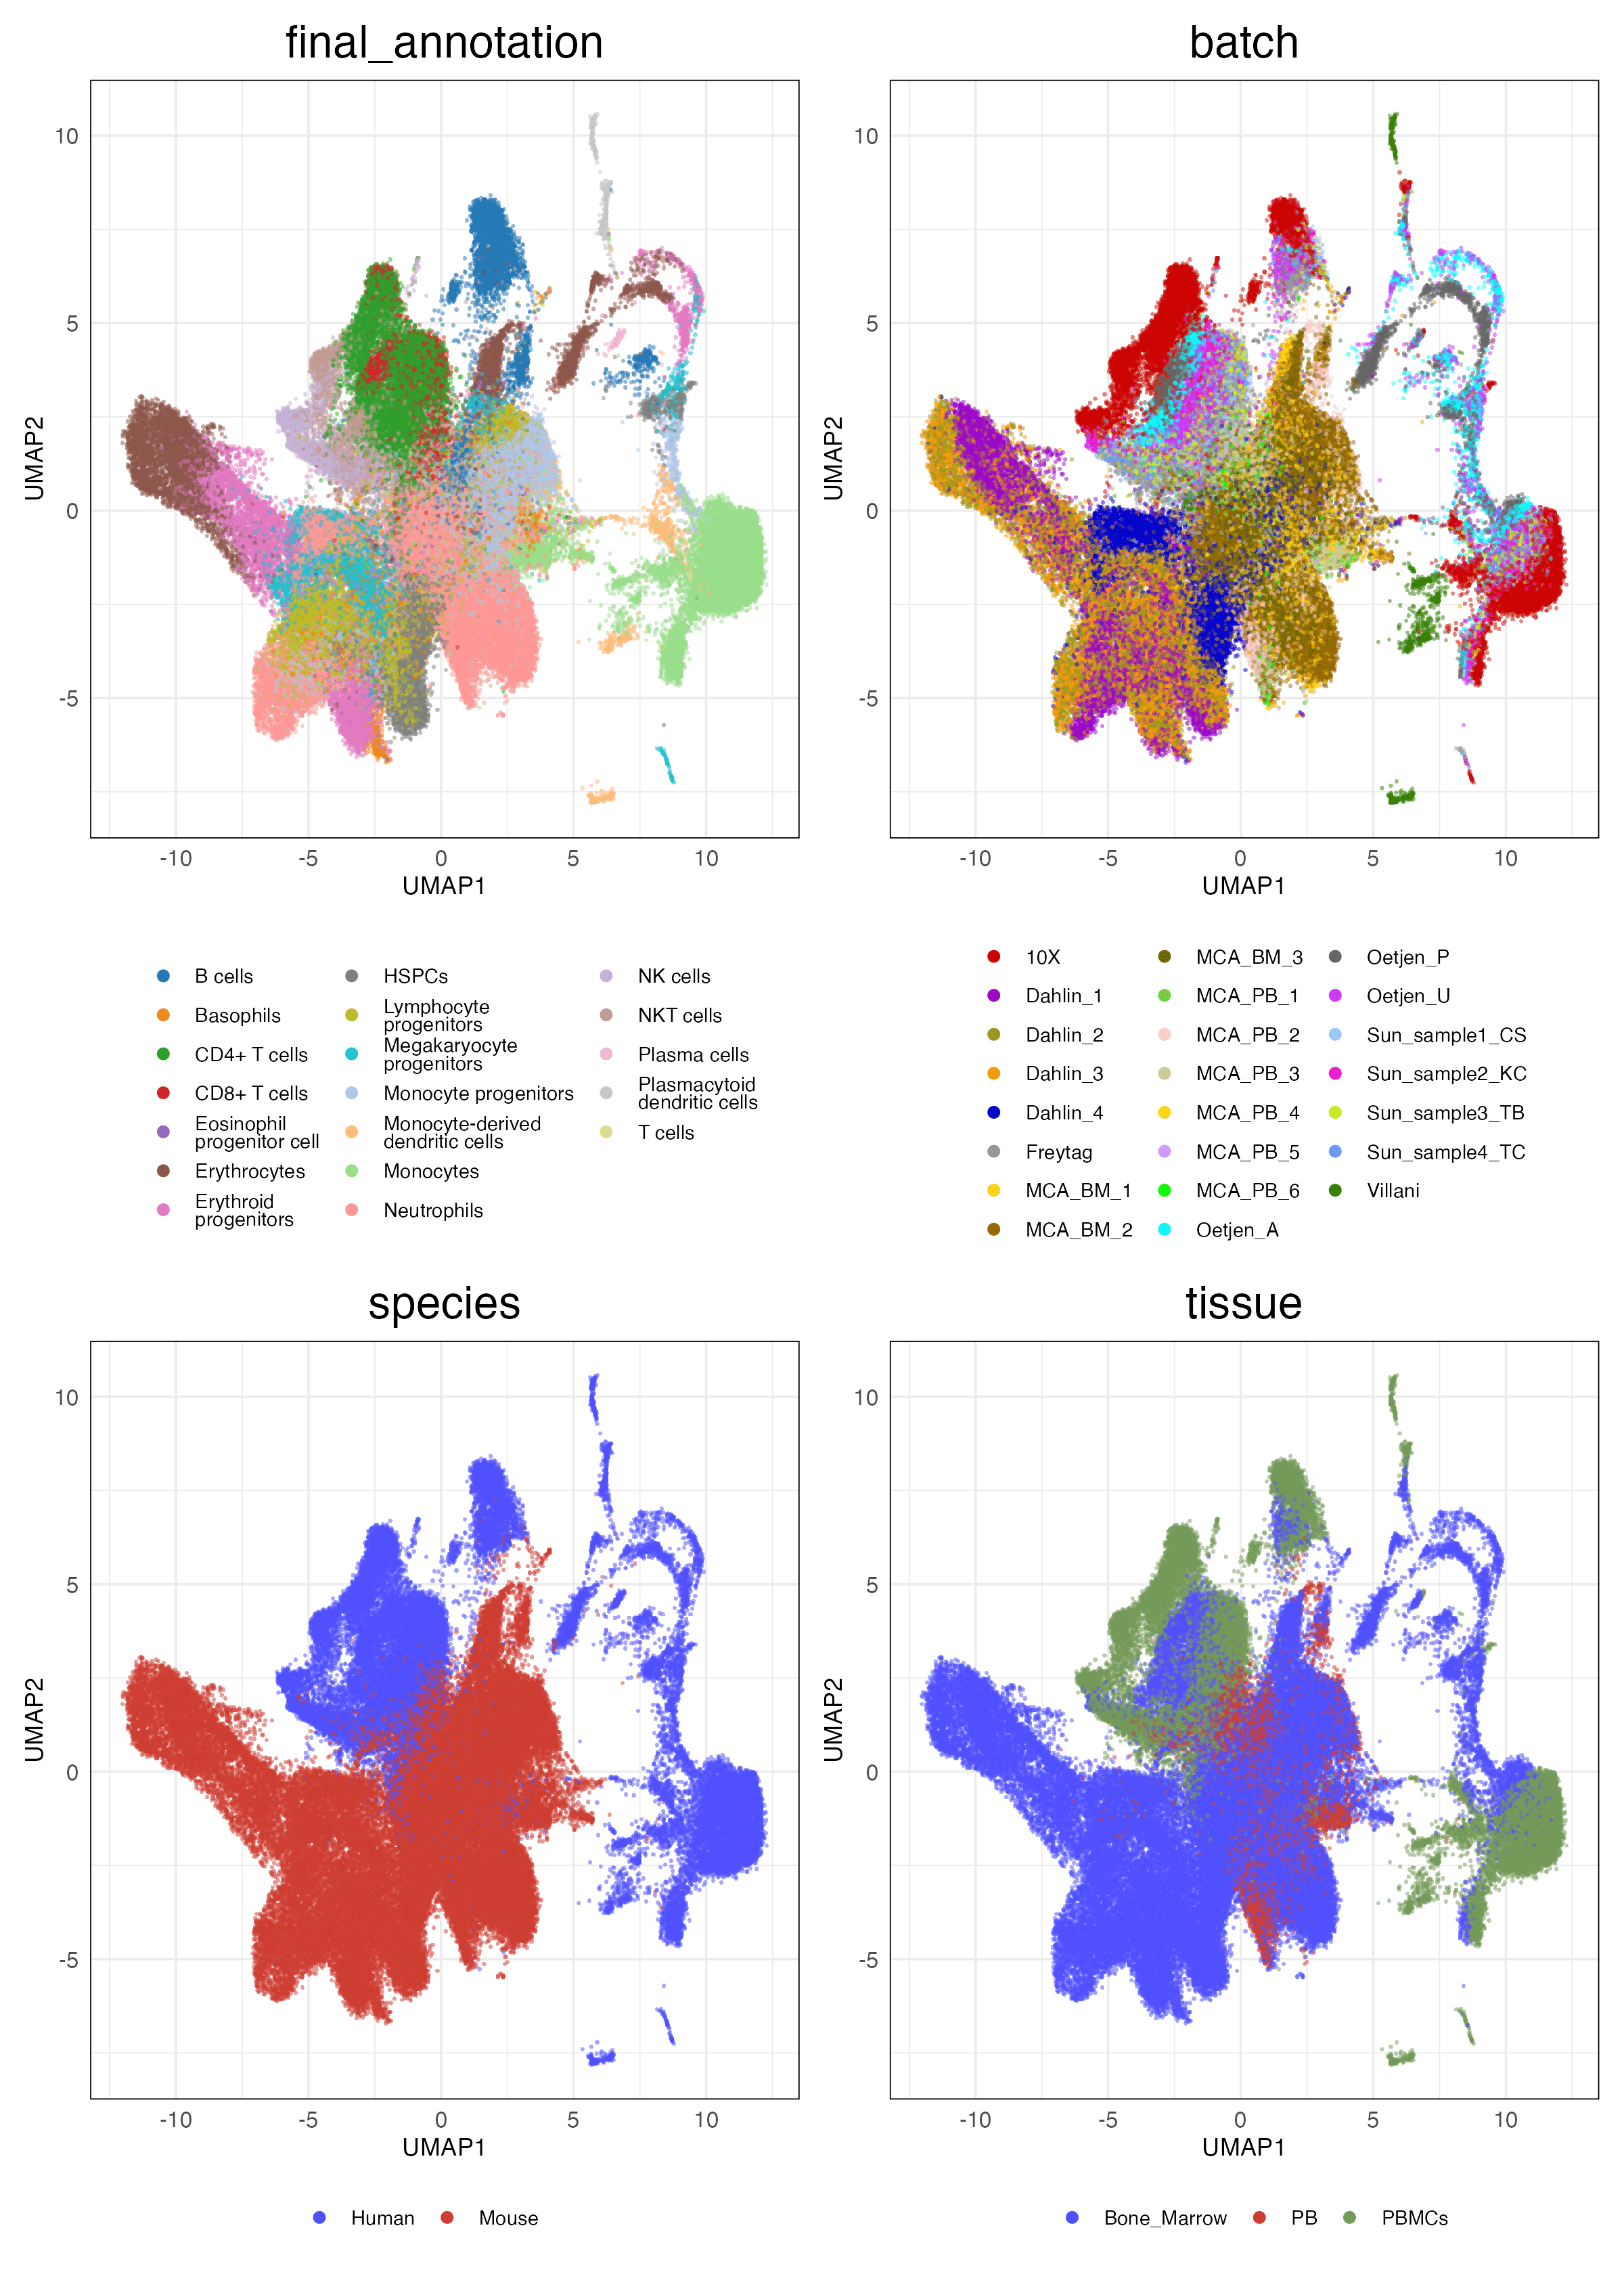 final_annotation
batch
10
5
0
-5
-10
-5
0
5
10
UMAP1
UMAP2
10
5
0
-5
-10
-5
0
5
10
UMAP1
UMAP2
B cells
Basophils
CD4+ T cells
CD8+ T cells
Eosinophil
progenitor cell
Erythrocytes
Erythroid
progenitors
HSPCs
Lymphocyte
progenitors
Megakaryocyte
progenitors
Monocyte progenitors
Monocyte-derived
dendritic cells
Monocytes
Neutrophils
NK cells
NKT cells
Plasma cells
Plasmacytoid
dendritic cells
T cells
10X
Dahlin_1
Dahlin_2
Dahlin_3
Dahlin_4
Freytag
MCA_BM_1
MCA_BM_2
MCA_BM_3
MCA_PB_1
MCA_PB_2
MCA_PB_3
MCA_PB_4
MCA_PB_5
MCA_PB_6
Oetjen_A
Oetjen_P
Oetjen_U
Sun_sample1_CS
Sun_sample2_KC
Sun_sample3_TB
Sun_sample4_TC
Villani
species
tissue
10
5
0
-5
-10
-5
0
5
10
UMAP1
UMAP2
10
5
0
-5
-10
-5
0
5
10
UMAP1
UMAP2
Human
Mouse
Bone_Marrow
PB
PBMCs